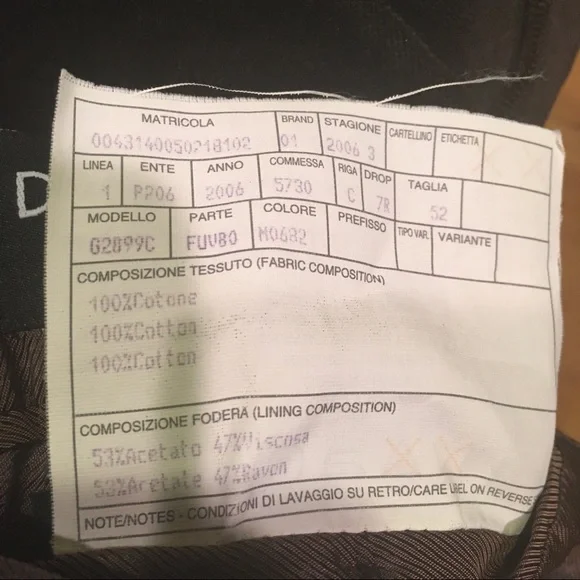 MATRICOLA BRAND STAGIONE CARTELLINO ETICHETTA
0043140050218102 01 2006 3
LINEA ENTE ANNO COMMESSA RIGA DROP TAGLIA
1 P206 2006 5730 C 7R 52
MODELLO PARTE COLORE PREFISSO TIPO VAR. VARIANTE
G2899C FUV80 M0682
COMPOSIZIONE TESSUTO (FABRIC COMPOSITION)
100%Cotone
100%Cotton
100%Cotton
COMPOSIZIONE FODERA (LINING COMPOSITION)
53%Acetato 47%Viscosa
53%Acetate 47%Rayon
NOTE/NOTES - CONDIZIONI DI LAVAGGIO SU RETRO/CARE LABEL ON REVERSE
D